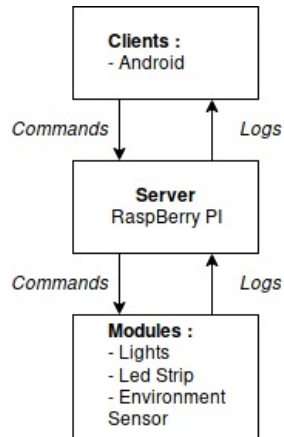 Clients :
- Android
Commands
Logs
Server
RaspBerry PI
Commands
Logs
Modules :
- Lights
- Led Strip
- Environment
Sensor